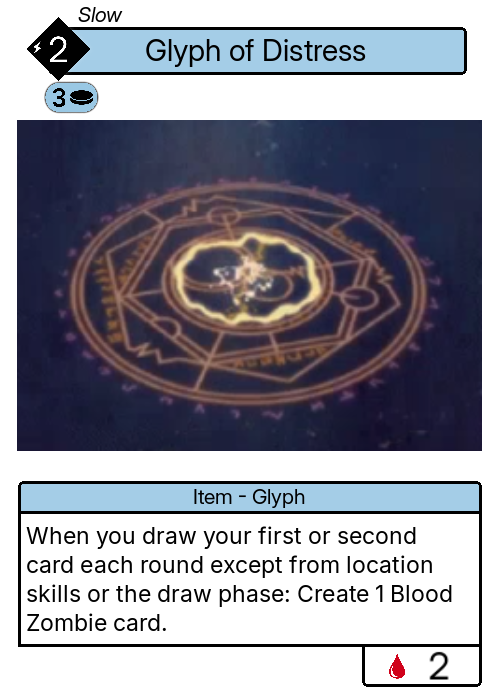 Slow
2
Glyph of Distress
3
Item - Glyph
When you draw your first or second
card each round except from location
skills or the draw phase: Create 1 Blood
Zombie card.
2